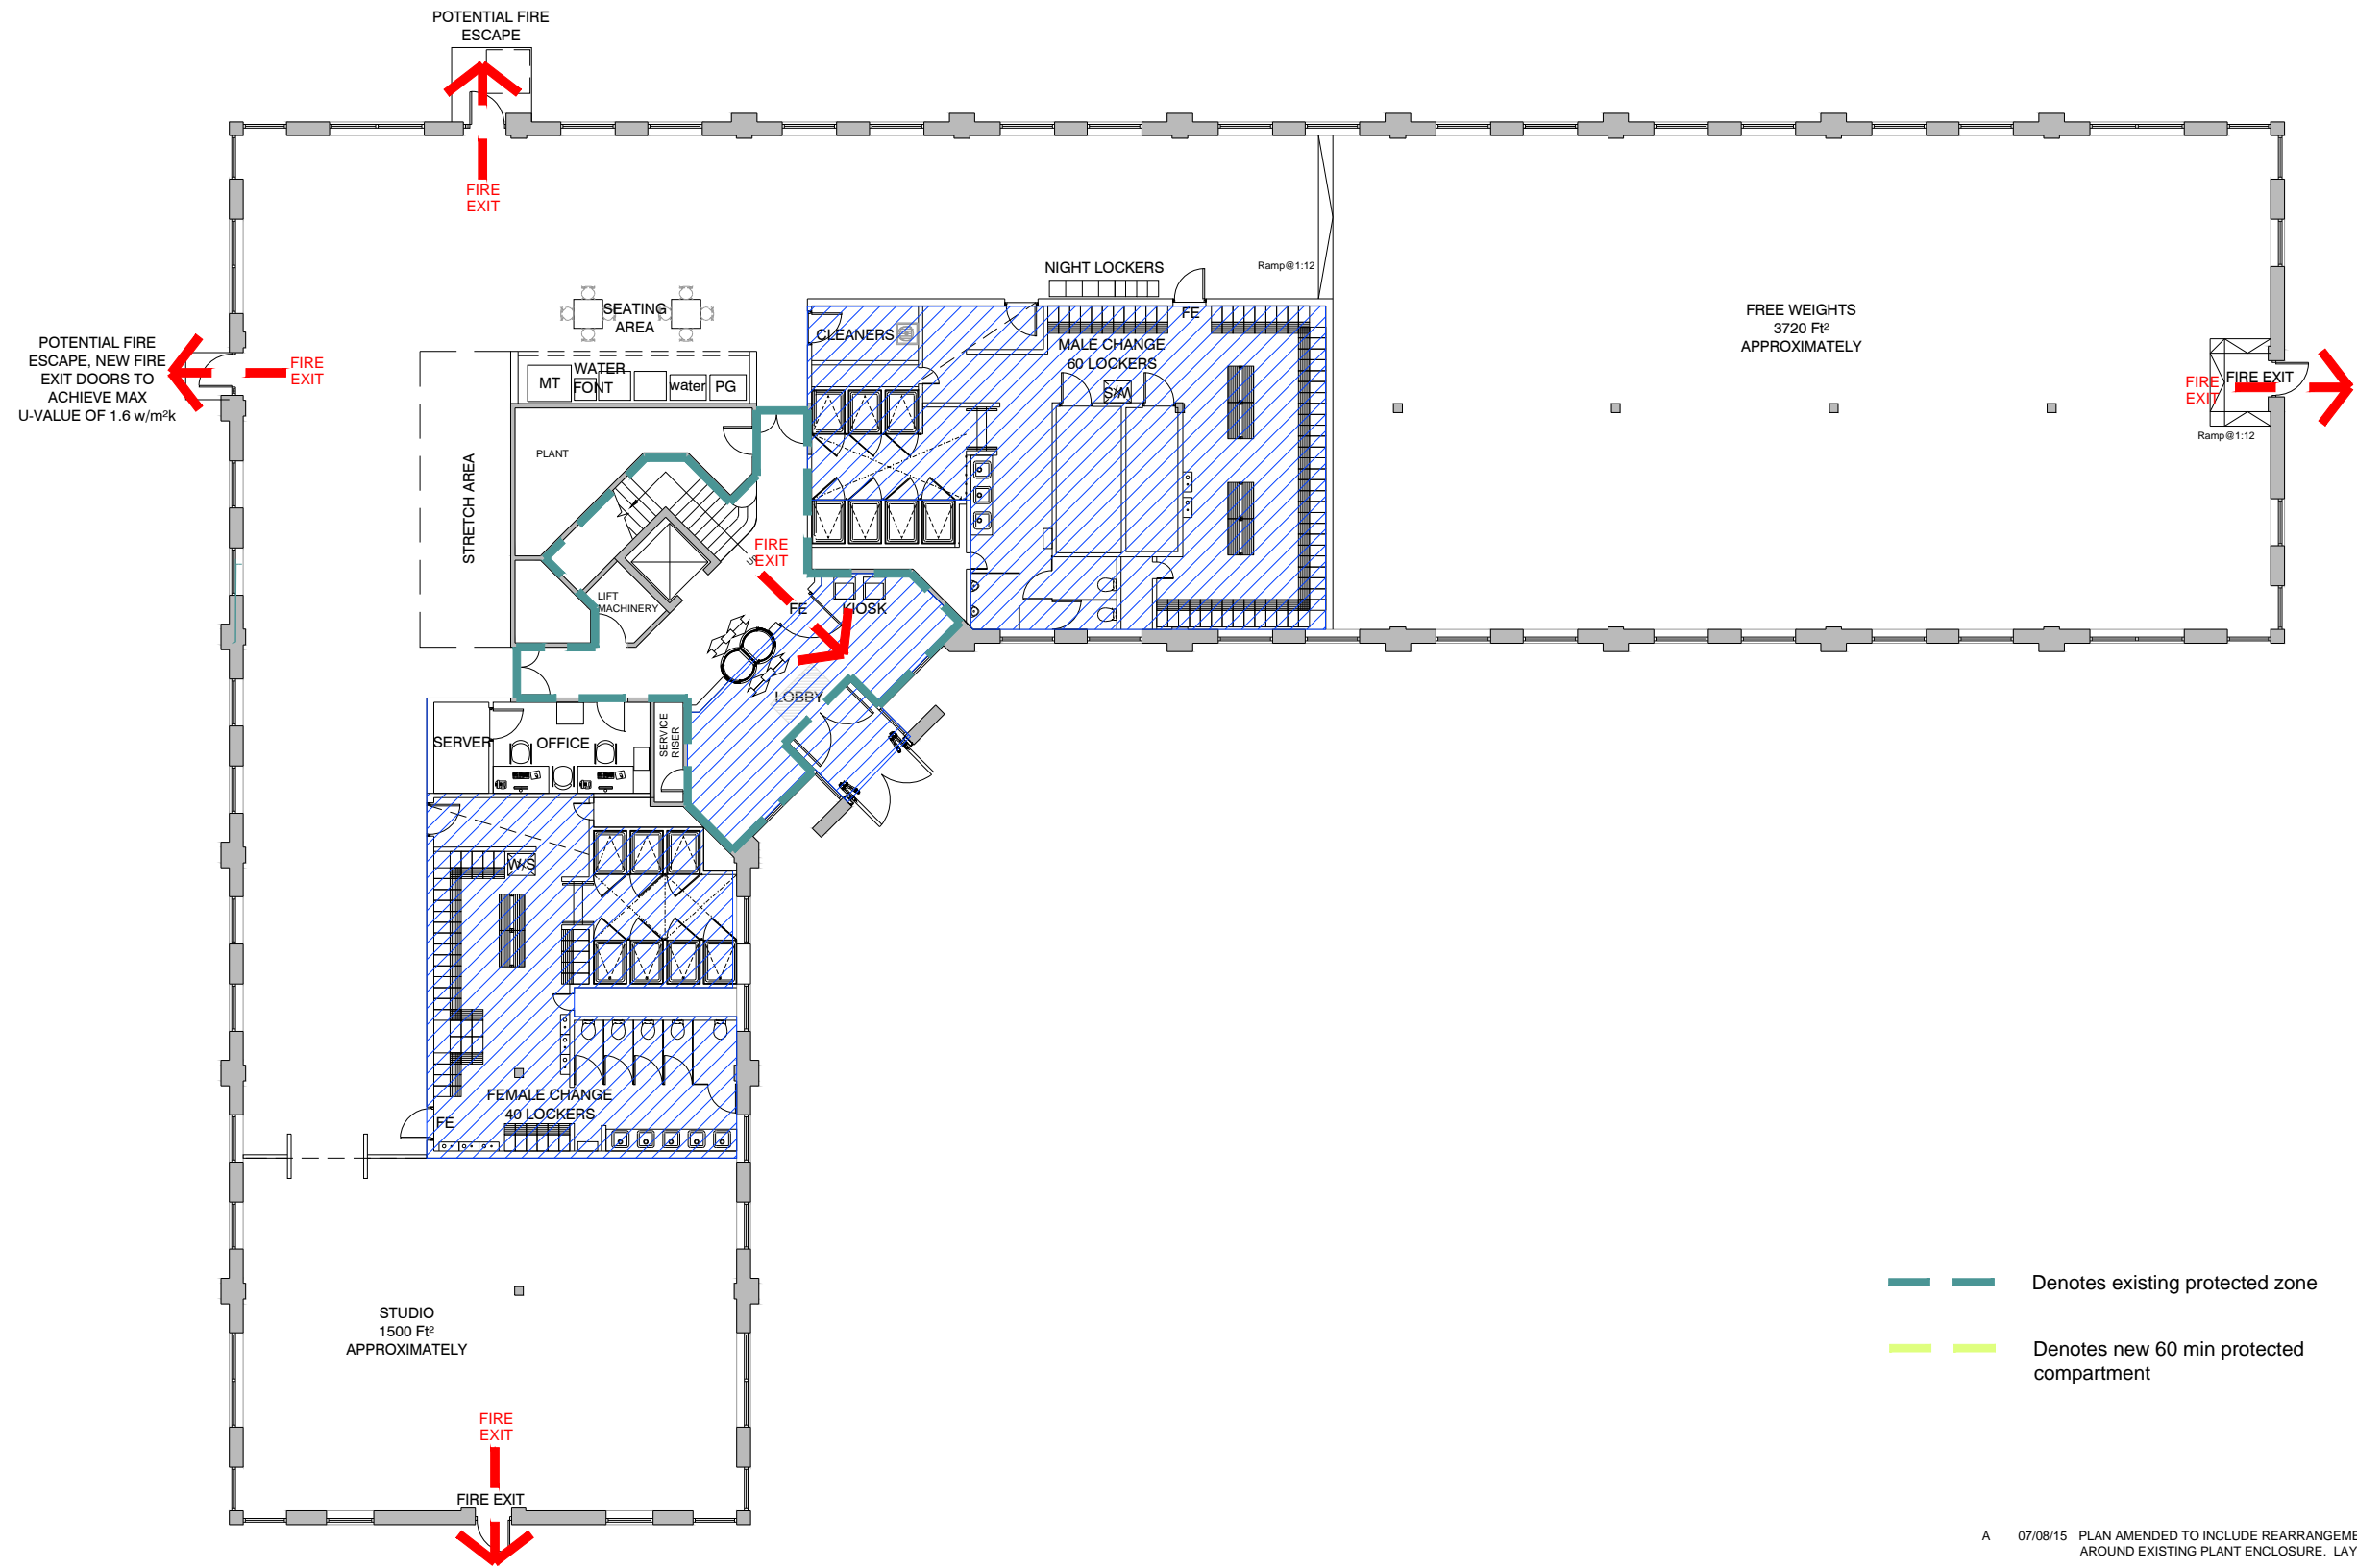 POTENTIAL FIRE
ESCAPE
FIRE
EXIT
NIGHT LOCKERS
Ramp@1:12
SEATING
AREA
CLEANERS
FE
MALE CHANGE
60 LOCKERS
S/W
FREE WEIGHTS
3720 Ft²
APPROXIMATELY
POTENTIAL FIRE
ESCAPE, NEW FIRE
EXIT DOORS TO
ACHIEVE MAX
U-VALUE OF 1.6 w/m²k
FIRE
EXIT
WATER
FONT
MT
water
PG
FIRE EXIT
FIRE
EXIT
Ramp@1:12
PLANT
STRETCH AREA
FIRE
EXIT
LIFT
MACHINERY
FE
KIOSK
LOBBY
SERVER
OFFICE
SERVICE
RISER
W/S
FEMALE CHANGE
40 LOCKERS
FE
STUDIO
1500 Ft²
APPROXIMATELY
FIRE
EXIT
FIRE EXIT
Denotes existing protected zone
Denotes new 60 min protected
compartment
A 07/08/15 PLAN AMENDED TO INCLUDE
AROUND EXISTING PLANT ENCLOSURE.